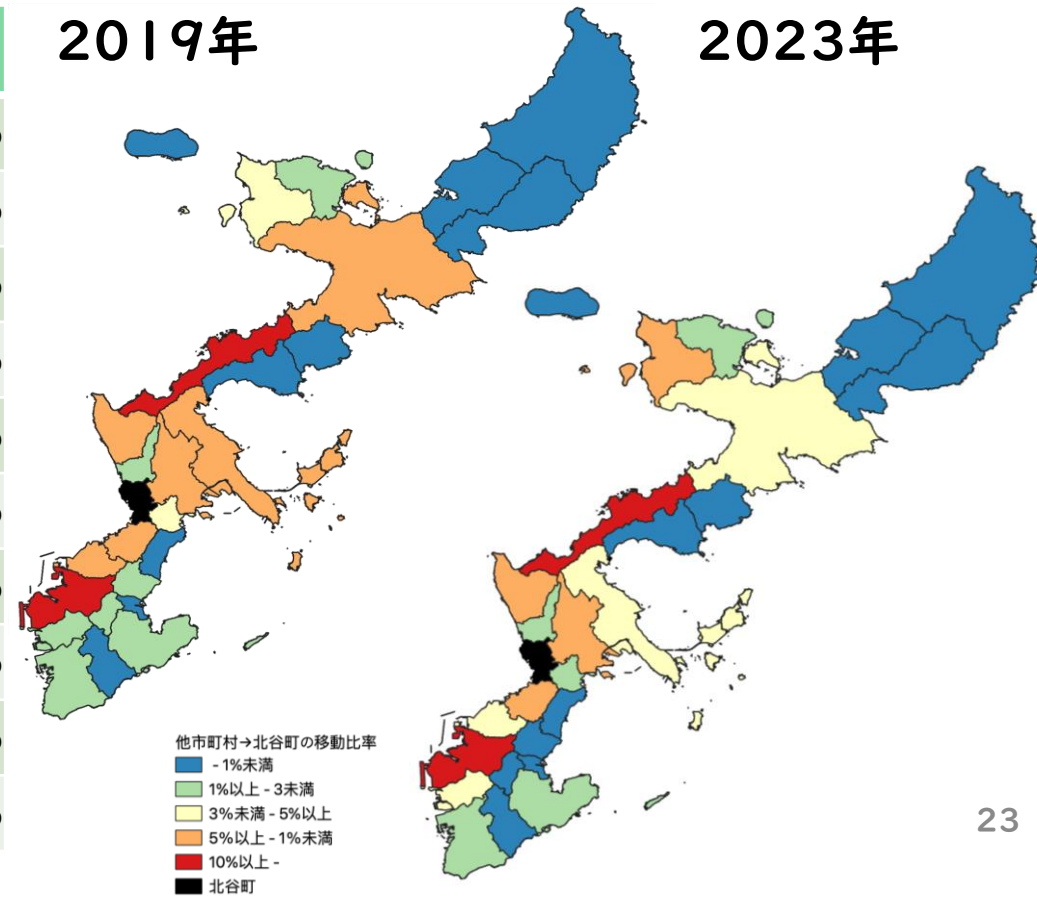 2019年
2023年
他市町村→北谷町の移動比率
- 1%未満
1%以上 - 3未満
3%未満 - 5%以上
5%以上 - 1%未満
10%以上 -
北谷町
23